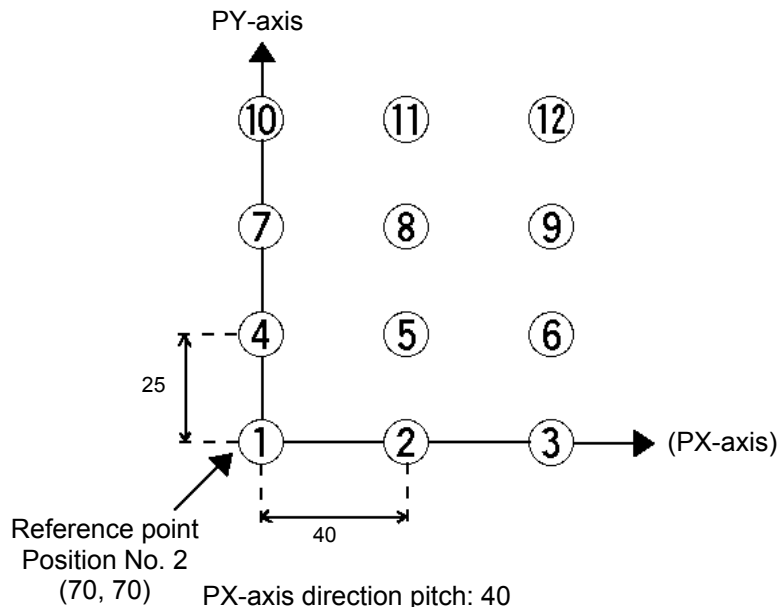 PY-axis
10 11 12
7 8 9
4 5 6
25
1 2 3 (PX-axis)
40
Reference point
Position No. 2
(70, 70)
PX-axis direction pitch: 40